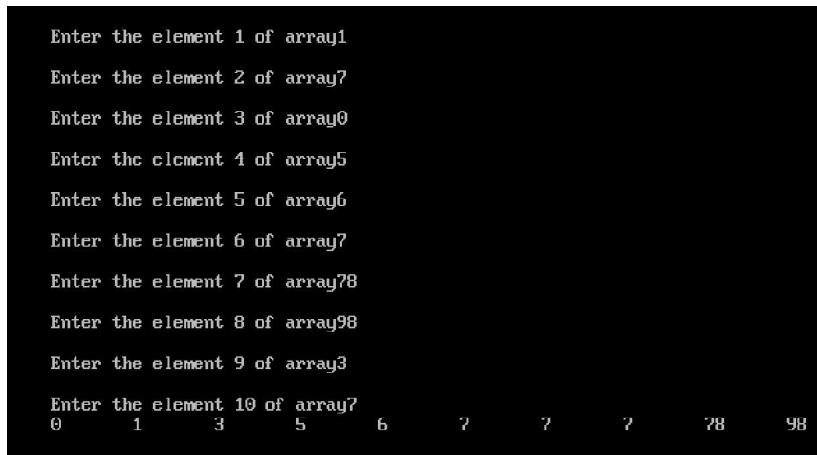 Enter the element 1 of array1
Enter the element 2 of array7
Enter the element 3 of array0
Enter the element 4 of array5
Enter the element 5 of array6
Enter the element 6 of array7
Enter the element 7 of array78
Enter the element 8 of array98
Enter the element 9 of array3
Enter the element 10 of array7
0 1 3 5 6 7 7 7 78 98